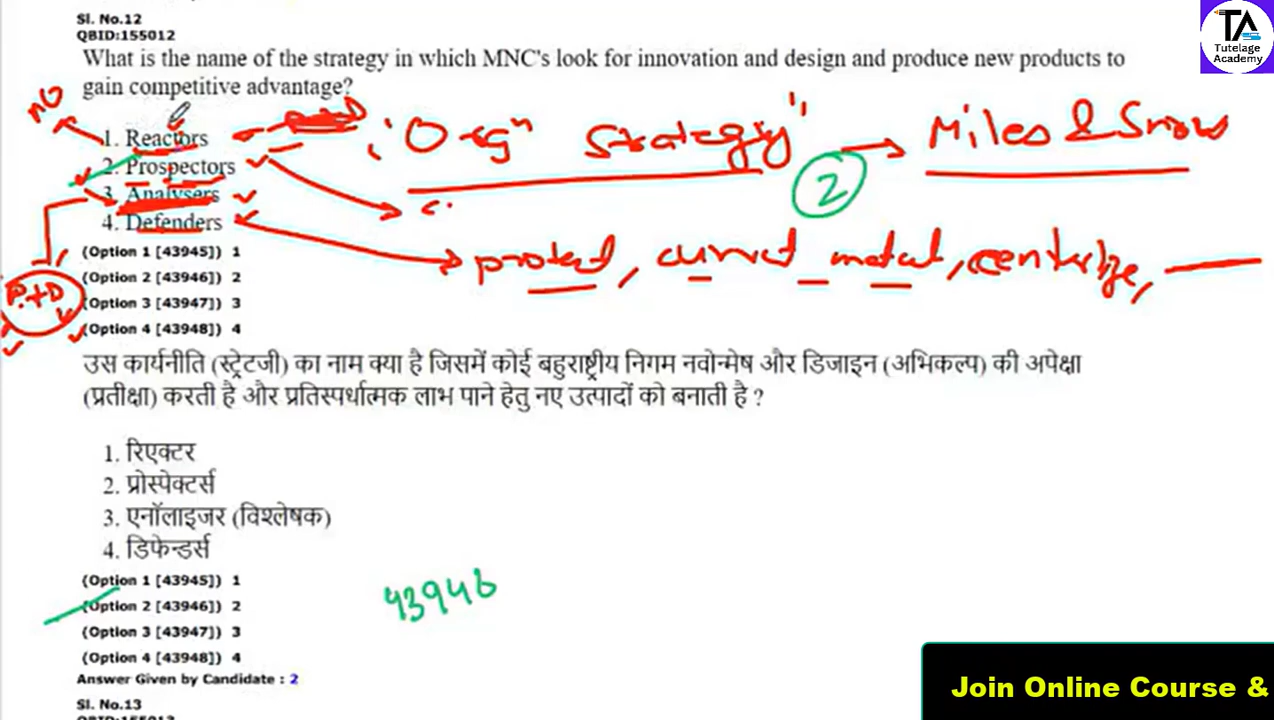 Sl. No.12
QBID:155012
TA
Tutelage
Academy
What is the name of the strategy in which MNC's look for innovation and design and produce new products to
gain competitive advantage?
NO
1. Reactors
2. Prospectors
3. Analysers
4. Defenders
"Orgn Strategy"
Miles & Snow
2
protect, current market, centralize,
P+D
(Option 1 [43945]) 1
(Option 2 [43946]) 2
(Option 3 [43947]) 3
(Option 4 [43948]) 4
उस कार्यनीति (स्ट्रेटजी) का नाम क्या है जिसमें कोई बहुराष्ट्रीय निगम नवोन्मेष और डिजाइन (अभिकल्प) की अपेक्षा
(प्रतीक्षा) करती है और प्रतिस्पर्धात्मक लाभ पाने हेतु नए उत्पादों को बनाती है ?
1. रिएक्टर
2. प्रोस्पेक्टर्स
3. एनॉलाइजर (विश्लेषक)
4. डिफेन्डर्स
(Option 1 [43945]) 1
(Option 2 [43946]) 2
(Option 3 [43947]) 3
(Option 4 [43948]) 4
43946
Answer Given by Candidate : 2
Sl. No.13
QBID:155013
Join Online Course &